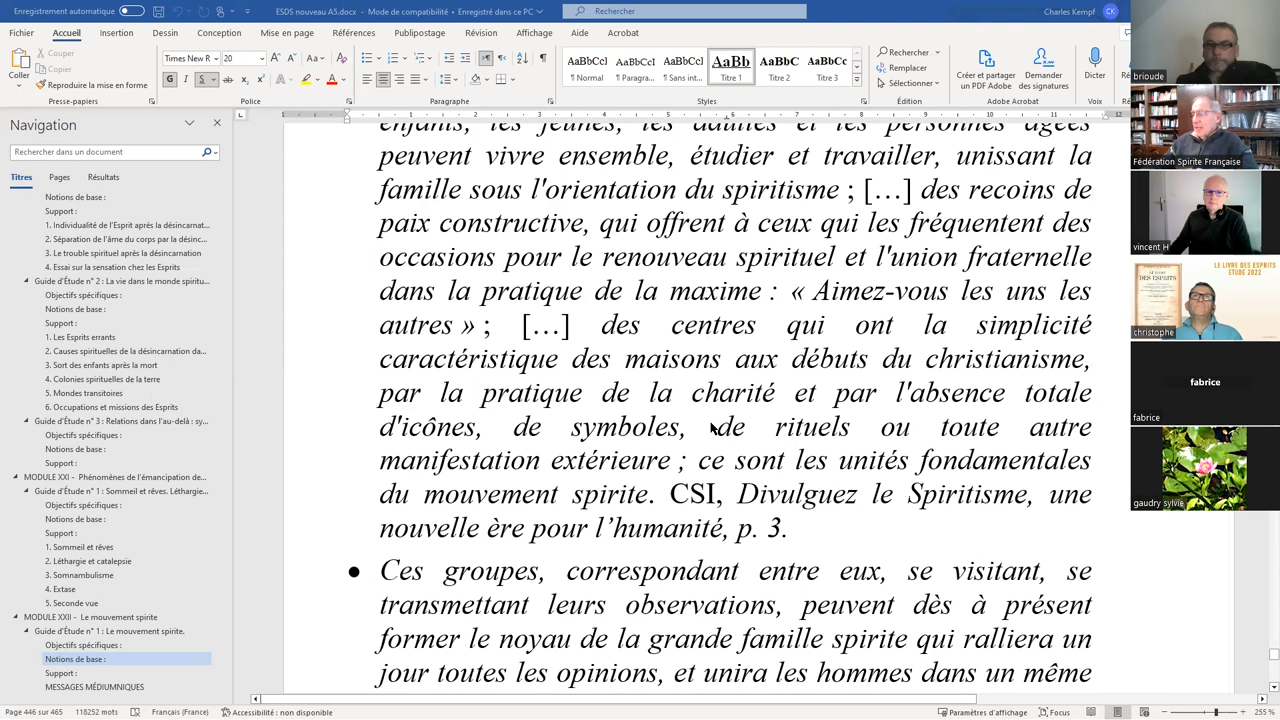 Enregistrement automatique
ESDS nouveau A5.docx - Mode de compatibilité - Enregistré dans ce PC
Rechercher
Charles Kempf
CK
Fichier
Accueil
Insertion
Dessin
Conception
Mise en page
Références
Publipostage
Révision
Affichage
Aide
Acrobat
Coller
Couper
Copier
Reproduire la mise en forme
Presse-papiers
Times New R
20
G I S ab
Police
Paragraphe
AaBbCcI
¶ Normal
AaBbCcI
¶ Paragra...
AaBbCcI
¶ Sans int...
AaBb
Titre 1
AaBbC
Titre 2
AaBbCc
Titre 3
Styles
Rechercher
Remplacer
Sélectionner
Édition
Créer et partager
un PDF Adobe
Demander
des signatures
Adobe Acrobat
Dicter
Voix
Navigation
Rechercher dans un document
Titres
Pages
Résultats
Notions de base :
Support :
1. Individualité de l'Esprit après la désincarnat...
2. Séparation de l'âme du corps par la désinc...
3. Le trouble spirituel après la désincarnation
4. Essai sur la sensation chez les Esprits
Guide d'Étude n° 2 : La vie dans le monde spiritu...
Objectifs spécifiques :
Notions de base :
Support :
1. Les Esprits errants
2. Causes spirituelles de la désincarnation da...
3. Sort des enfants après la mort
4. Colonies spirituelles de la terre
5. Mondes transitoires
6. Occupations et missions des Esprits
Guide d'Étude n° 3 : Relations dans l'au-delà : sy...
Objectifs spécifiques :
Notions de base :
Support :
MODULE XXI - Phénomènes de l'émancipation de...
Guide d'Étude n° 1 : Sommeil et rêves. Léthargie...
Objectifs spécifiques :
Notions de base :
Support :
1. Sommeil et rêves
2. Léthargie et catalepsie
3. Somnambulisme
4. Extase
5. Seconde vue
MODULE XXII - Le mouvement spirite
Guide d'Étude n° 1 : Le mouvement spirite.
Objectifs spécifiques :
Notions de base :
Support :
MESSAGES MÉDIUMNIQUES
enfants, les jeunes, les adultes et les personnes âgées
peuvent vivre ensemble, étudier et travailler, unissant la
famille sous l'orientation du spiritisme ; […] des recoins de
paix constructive, qui offrent à ceux qui les fréquentent des
occasions pour le renouveau spirituel et l'union fraternelle
dans la pratique de la maxime : « Aimez-vous les uns les
autres » ; […] des centres qui ont la simplicité
caractéristique des maisons aux débuts du christianisme,
par la pratique de la charité et par l'absence totale
d'icônes, de symboles, de rituels ou toute autre
manifestation extérieure ; ce sont les unités fondamentales
du mouvement spirite. CSI, Divulguez le Spiritisme, une
nouvelle ère pour l’humanité, p. 3.
● Ces groupes, correspondant entre eux, se visitant, se
transmettant leurs observations, peuvent dès à présent
former le noyau de la grande famille spirite qui ralliera un
jour toutes les opinions, et unira les hommes dans un même
brioude
Fédération Spirite Française
vincent H
LE LIVRE DES ESPRITS
ÉTUDE 2022
christophe
fabrice
fabrice
gaudry sylvie
Page 446 sur 465
118252 mots
Français (France)
Accessibilité : non disponible
Paramètres d'affichage
Focus
255 %